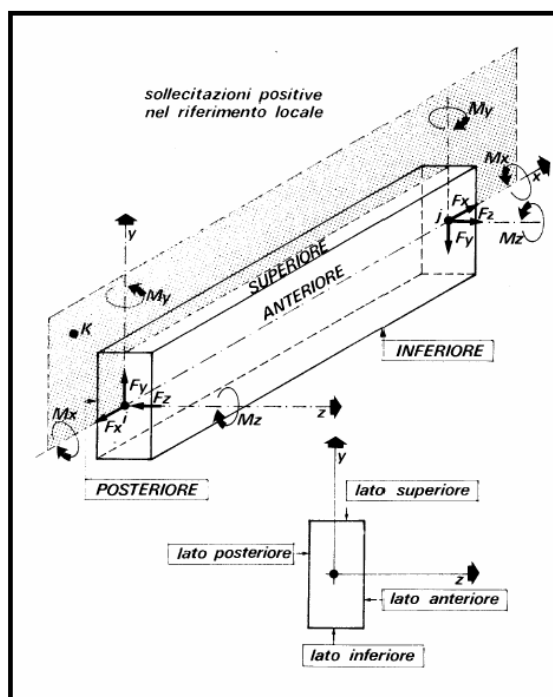 sollecitazioni positive
nel riferimento locale
My
Mx
x
Fx
j
Fz
Fy
Mz
y
My
SUPERIORE
ANTERIORE
K
INFERIORE
Fy
Fz
z
Mx
Fx
i
Mz
POSTERIORE
y
lato superiore
lato posteriore
z
lato anteriore
lato inferiore